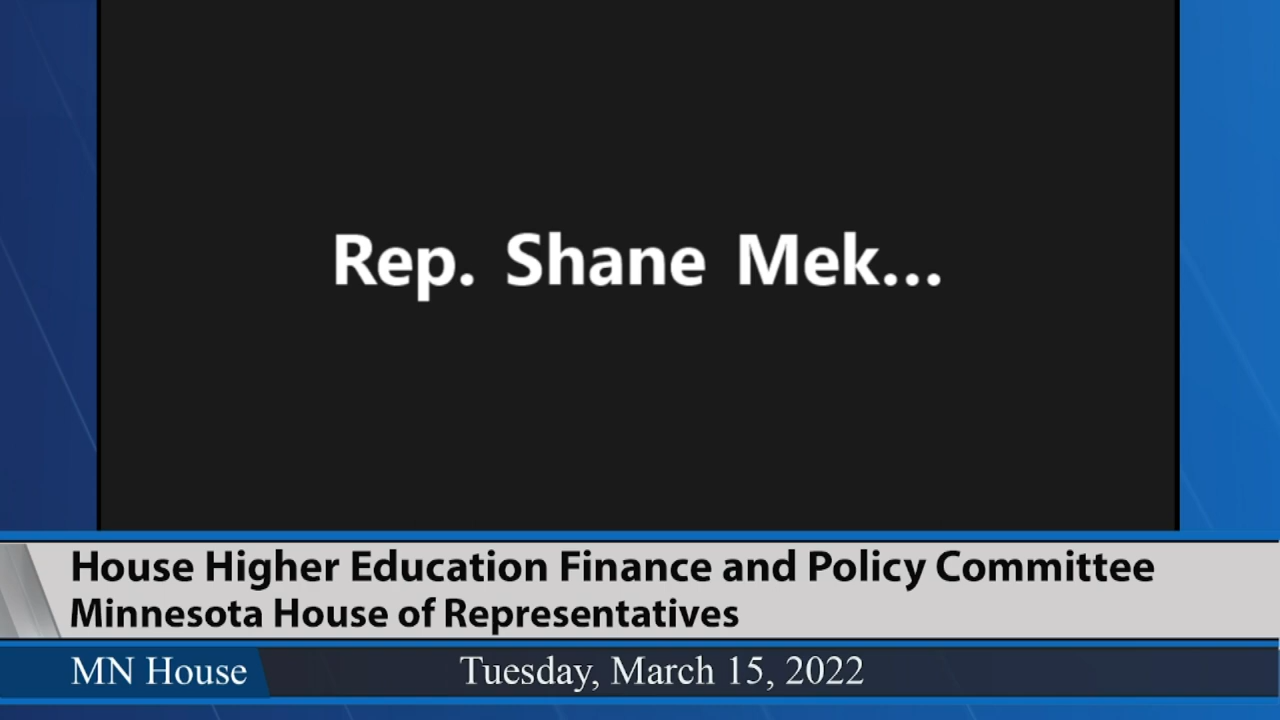 Rep. Shane Mek...
House Higher Education Finance and Policy Committee
Minnesota House of Representatives
MN House Tuesday, March 15, 2022